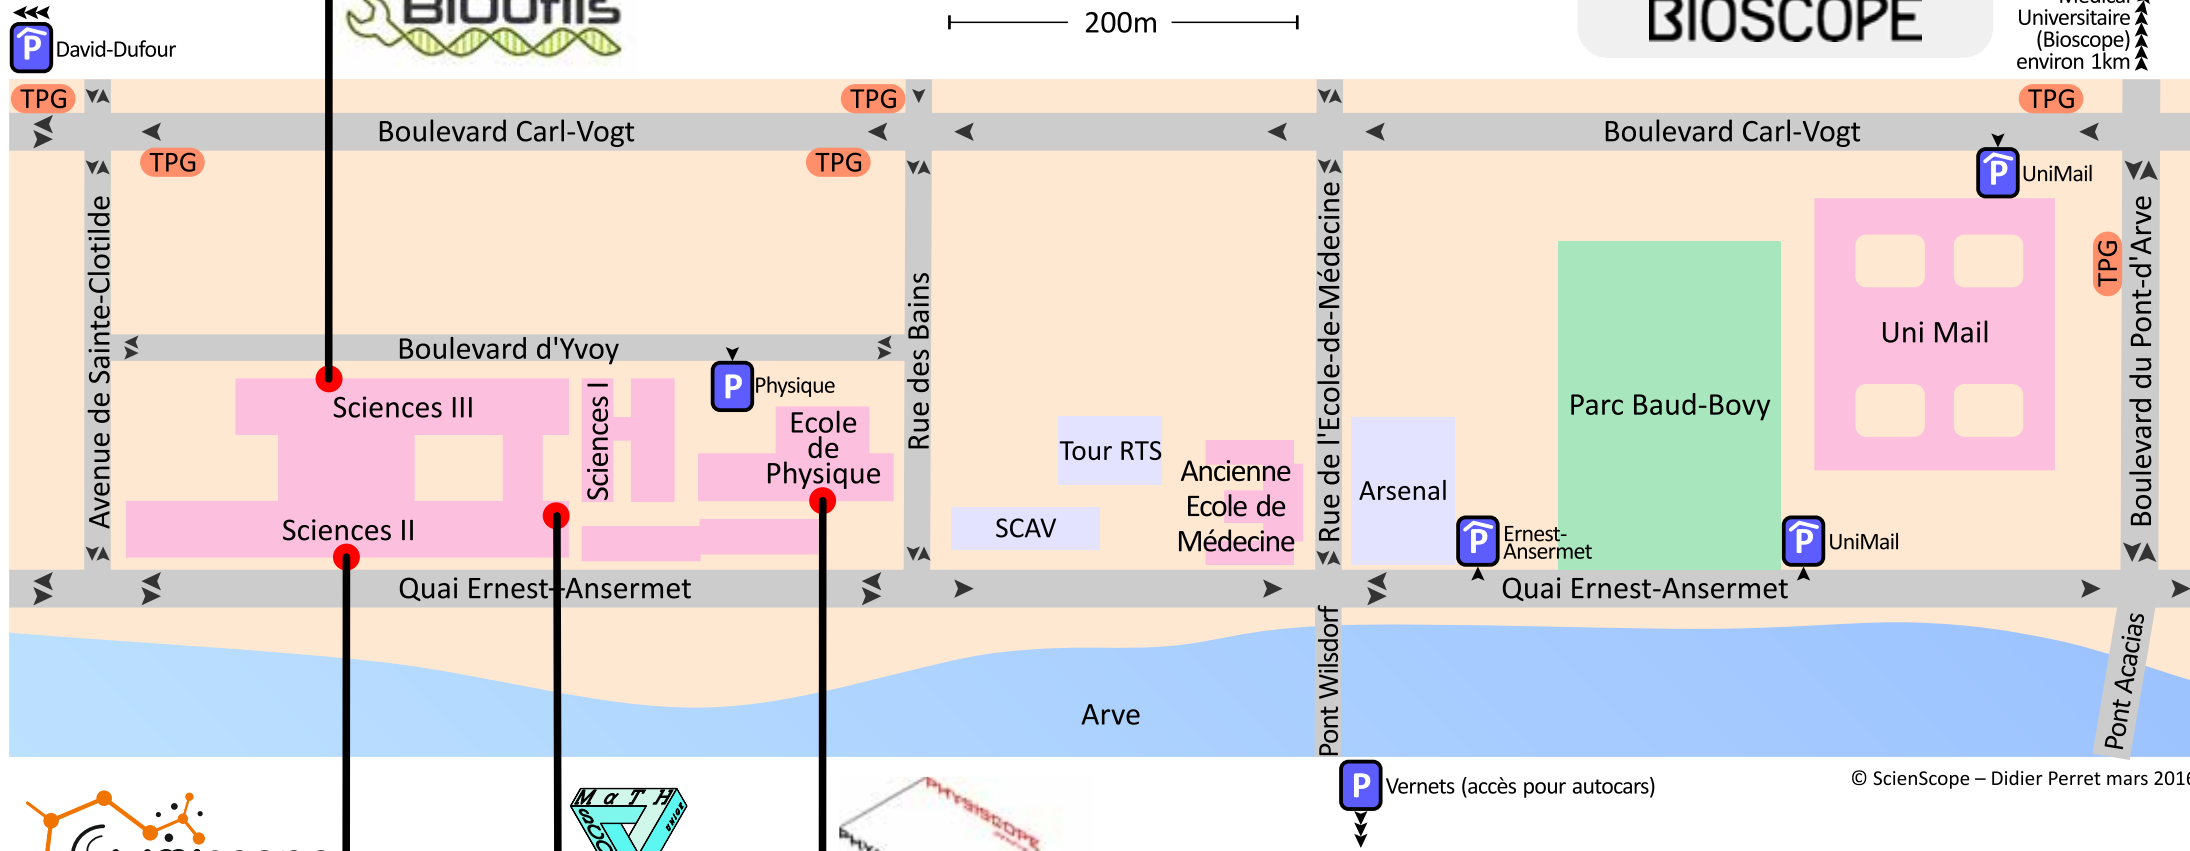 BiOutils
200m
BIOSCOPE
Médical
Universitaire
(Bioscope)
environ 1km
P David-Dufour
TPG
TPG
TPG
Boulevard Carl-Vogt
Boulevard Carl-Vogt
TPG
TPG
P UniMail
Avenue de Sainte-Clotilde
Rue des Bains
Rue de l'Ecole-de-Médecine
Boulevard du Pont-d'Arve
TPG
Uni Mail
Boulevard d'Yvoy
P Physique
Sciences III
Sciences I
Ecole
de
Physique
Parc Baud-Bovy
Tour RTS
Ancienne
Ecole de
Médecine
Arsenal
SCAV
Sciences II
P Ernest-
Ansermet
P UniMail
Quai Ernest-Ansermet
Quai Ernest-Ansermet
Pont Wilsdorf
Pont Acacias
Arve
P Vernets (accès pour autocars)
© ScienScope – Didier Perret mars 2016
MaTH
PHYSISCOPE